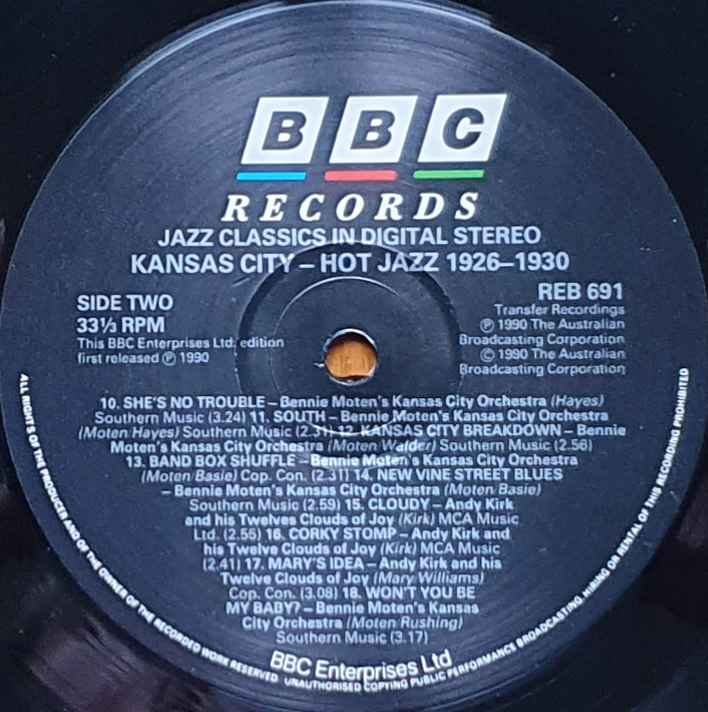 BBC
RECORDS
JAZZ CLASSICS IN DIGITAL STEREO
KANSAS CITY – HOT JAZZ 1926–1930
SIDE TWO
33⅓ RPM
This BBC Enterprises Ltd. edition
first released ℗ 1990
REB 691
Transfer Recordings
℗ 1990 The Australian
Broadcasting Corporation
© 1990 The Australian
Broadcasting Corporation
10. SHE'S NO TROUBLE – Bennie Moten's Kansas City Orchestra (Hayes)
Southern Music (3.24) 11. SOUTH – Bennie Moten's Kansas City Orchestra
(Moten/Hayes) Southern Music (2.31) 12. KANSAS CITY BREAKDOWN – Bennie
Moten's Kansas City Orchestra (Moten/Walder) Southern Music (2.56)
13. BAND BOX SHUFFLE – Bennie Moten's Kansas City Orchestra
(Moten/Basie) Cop. Con. (2.31) 14. NEW VINE STREET BLUES
– Bennie Moten's Kansas City Orchestra (Moten/Basie)
Southern Music (2.59) 15. CLOUDY – Andy Kirk
and his Twelves Clouds of Joy (Kirk) MCA Music
Ltd. (2.55) 16. CORKY STOMP – Andy Kirk and
his Twelve Clouds of Joy (Kirk) MCA Music
(2.41) 17. MARY'S IDEA – Andy Kirk and his
Twelve Clouds of Joy (Mary Williams)
Cop. Con. (3.08) 18. WON'T YOU BE
MY BABY? – Bennie Moten's Kansas
City Orchestra (Moten/Rushing)
Southern Music (3.17)
BBC Enterprises Ltd
ALL RIGHTS OF THE PRODUCER AND OF THE OWNER OF THE RECORDED WORK RESERVED. UNAUTHORISED COPYING PUBLIC PERFORMANCE BROADCASTING, HIRING OR RENTAL OF THIS RECORDING PROHIBITED